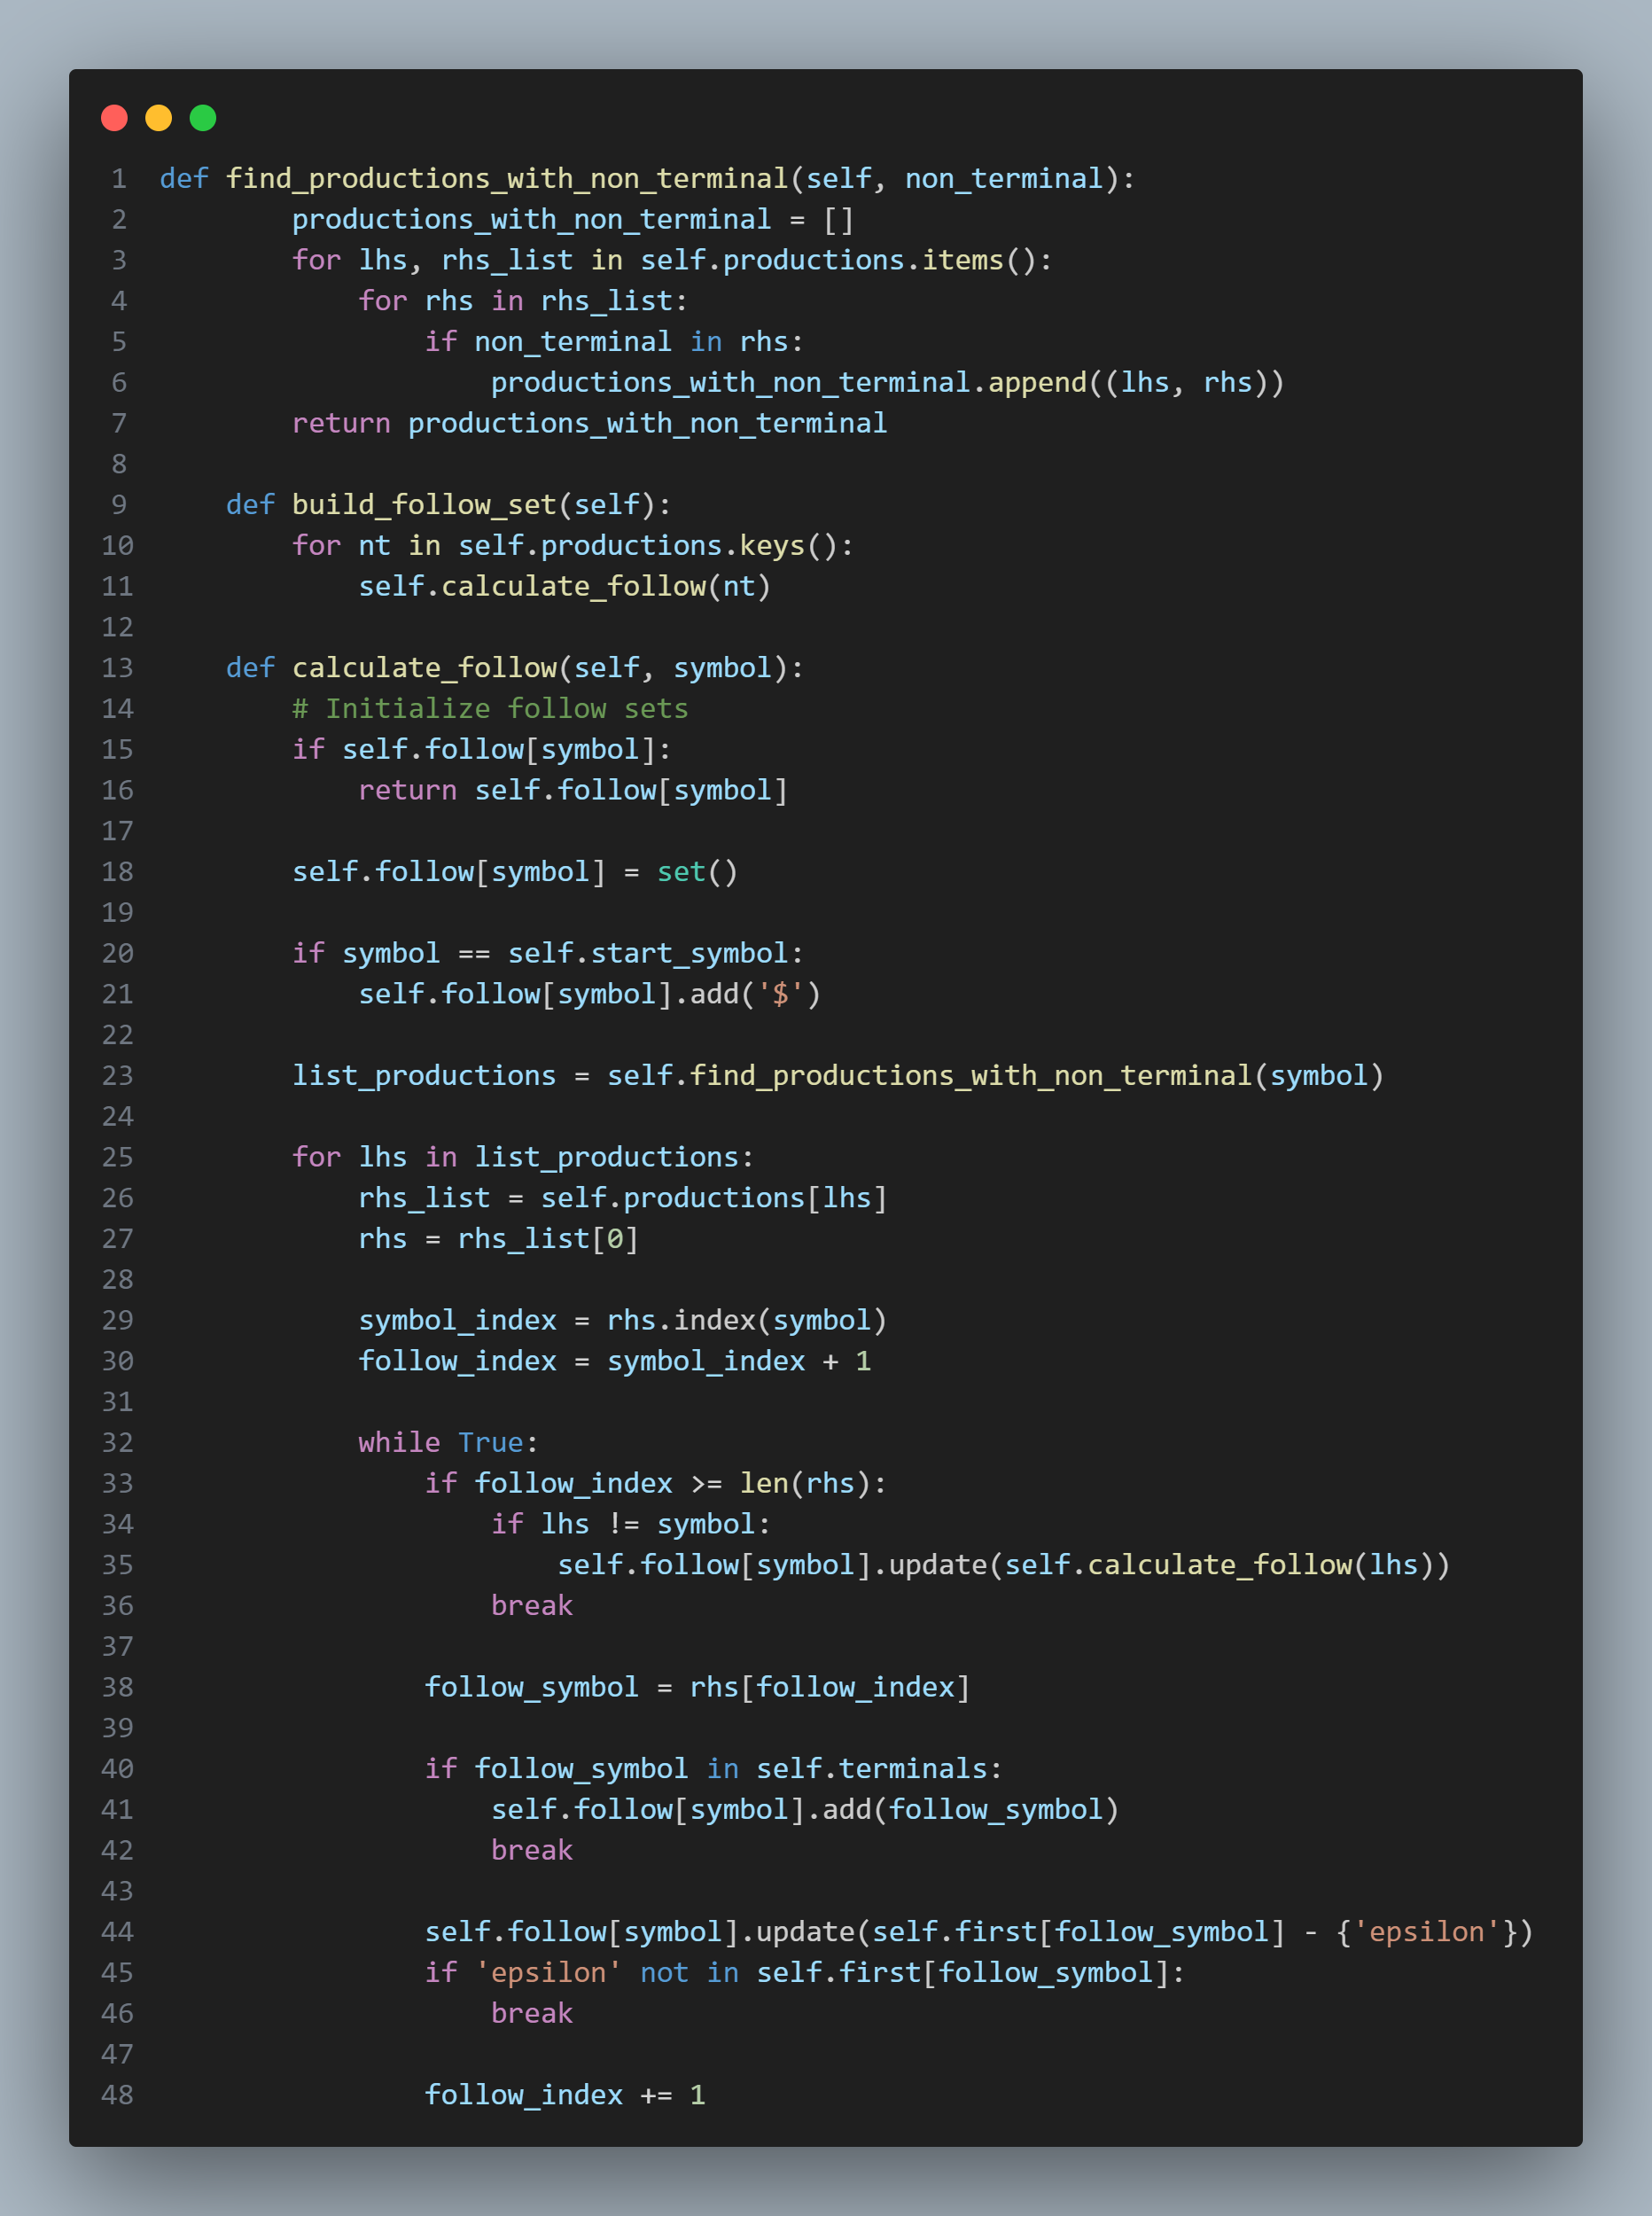 1 def find_productions_with_non_terminal(self, non_terminal):
2         productions_with_non_terminal = []
3         for lhs, rhs_list in self.productions.items():
4             for rhs in rhs_list:
5                 if non_terminal in rhs:
6                     productions_with_non_terminal.append((lhs, rhs))
7         return productions_with_non_terminal
8
9     def build_follow_set(self):
10         for nt in self.productions.keys():
11             self.calculate_follow(nt)
12
13     def calculate_follow(self, symbol):
14         # Initialize follow sets
15         if self.follow[symbol]:
16             return self.follow[symbol]
17
18         self.follow[symbol] = set()
19
20         if symbol == self.start_symbol:
21             self.follow[symbol].add('$')
22
23         list_productions = self.find_productions_with_non_terminal(symbol)
24
25         for lhs in list_productions:
26             rhs_list = self.productions[lhs]
27             rhs = rhs_list[0]
28
29             symbol_index = rhs.index(symbol)
30             follow_index = symbol_index + 1
31
32             while True:
33                 if follow_index >= len(rhs):
34                     if lhs != symbol:
35                         self.follow[symbol].update(self.calculate_follow(lhs))
36                     break
37
38                 follow_symbol = rhs[follow_index]
39
40                 if follow_symbol in self.terminals:
41                     self.follow[symbol].add(follow_symbol)
42                     break
43
44                 self.follow[symbol].update(self.first[follow_symbol] - {'epsilon'})
45                 if 'epsilon' not in self.first[follow_symbol]:
46                     break
47
48                 follow_index += 1